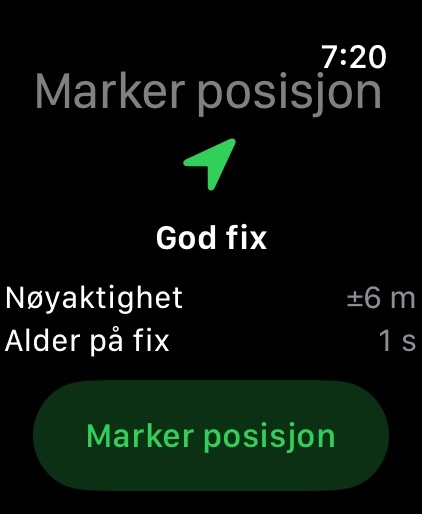 7:20
Marker posisjon
God fix
Nøyaktighet ±6 m
Alder på fix 1 s
Marker posisjon